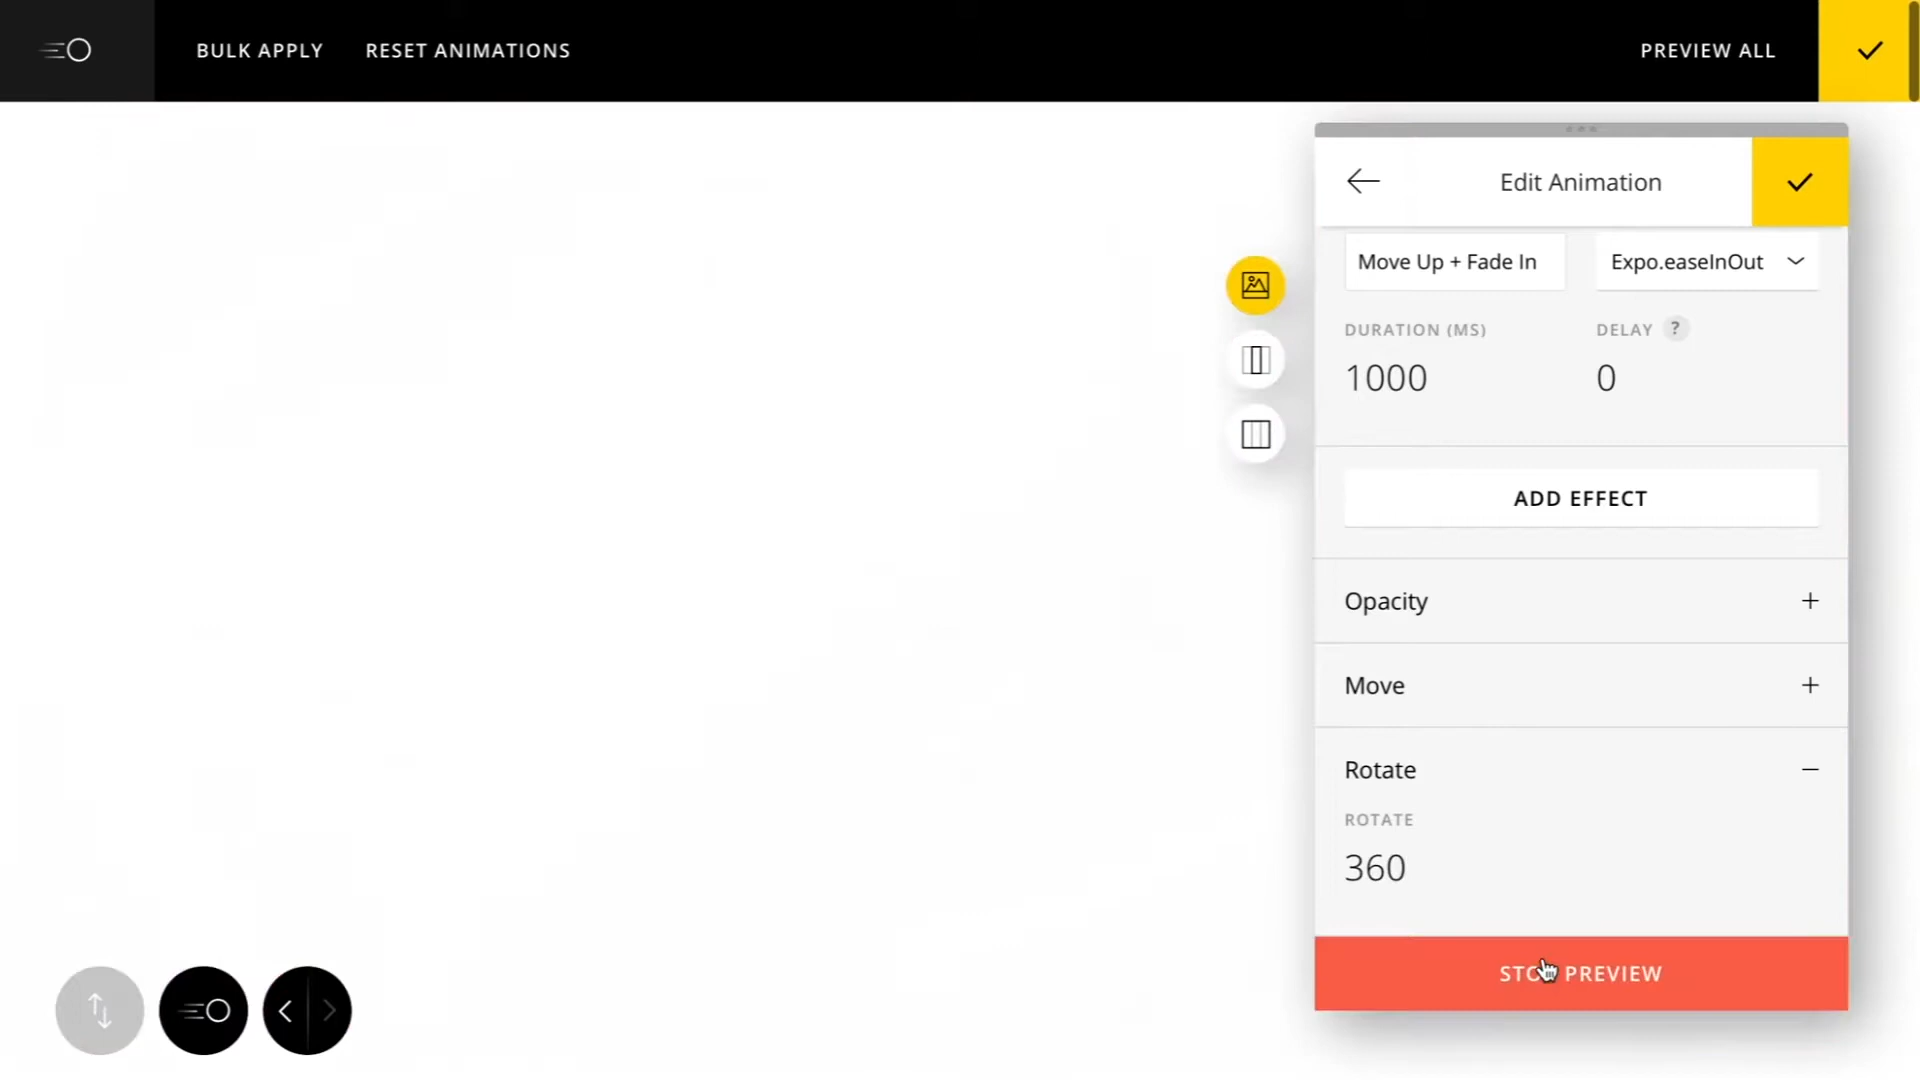 BULK APPLY
RESET ANIMATIONS
PREVIEW ALL
Edit Animation
Move Up + Fade In
Expo.easeInOut
DURATION (MS)
DELAY ?
1000
0
ADD EFFECT
Opacity
Move
Rotate
ROTATE
360
STOP PREVIEW